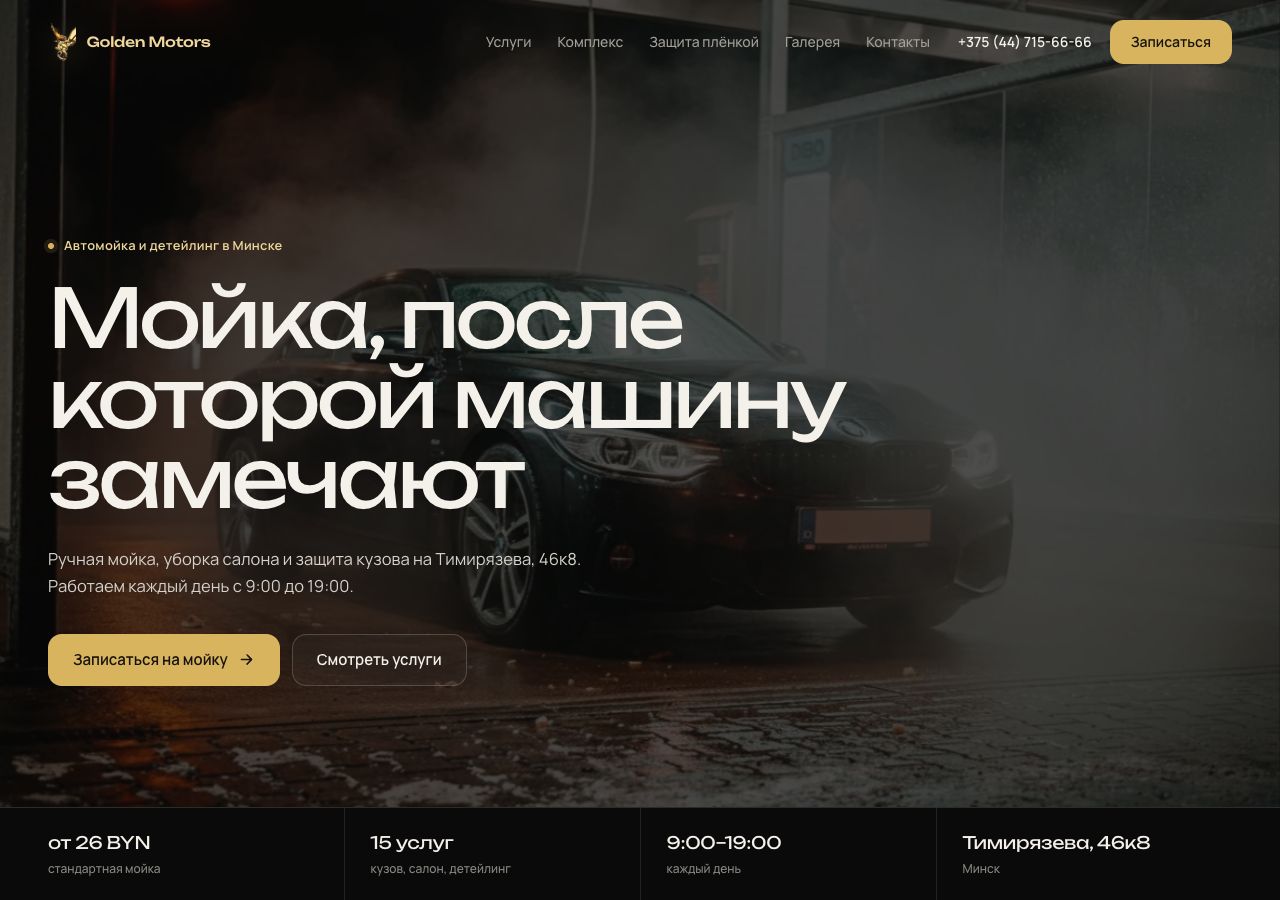 Golden Motors
Услуги
Комплекс
Защита плёнкой
Галерея
Контакты
+375 (44) 715-66-66
Записаться
DBO
Автомойка и детейлинг в Минске
Мойка, после
которой машину
замечают
Ручная мойка, уборка салона и защита кузова на Тимирязева, 46к8.
Работаем каждый день с 9:00 до 19:00.
Записаться на мойку →
Смотреть услуги
от 26 BYN
стандартная мойка
15 услуг
кузов, салон, детейлинг
9:00–19:00
каждый день
Тимирязева, 46к8
Минск